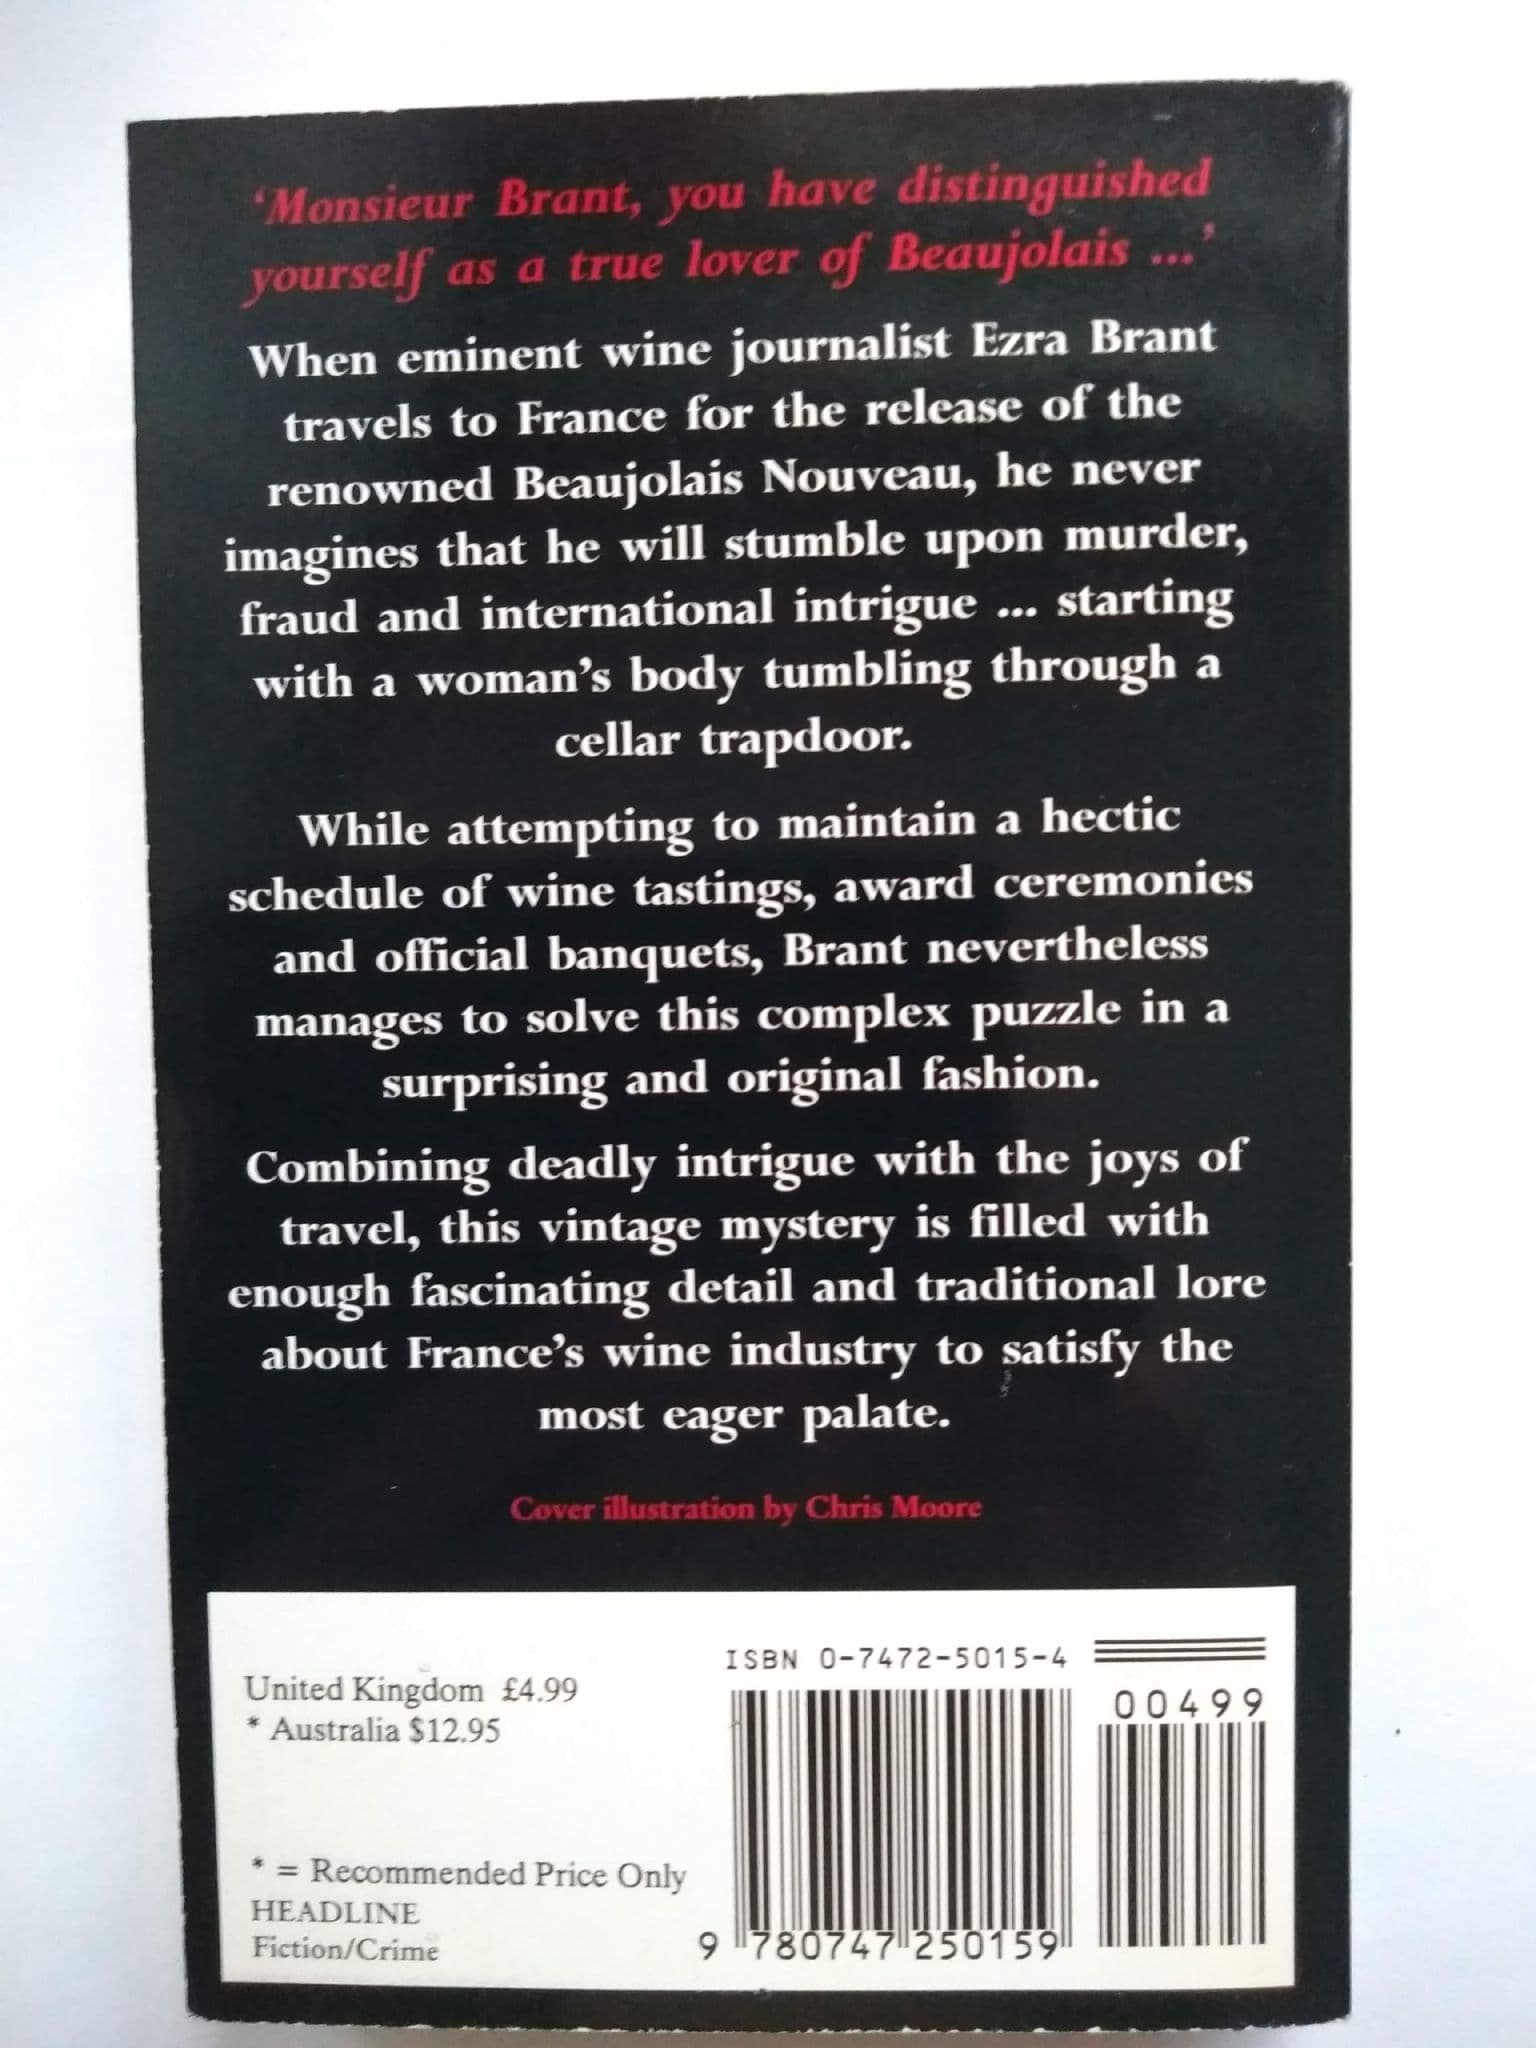 ‘Monsieur Brant, you have distinguished
yourself as a true lover of Beaujolais ...’
When eminent wine journalist Ezra Brant
travels to France for the release of the
renowned Beaujolais Nouveau, he never
imagines that he will stumble upon murder,
fraud and international intrigue ... starting
with a woman’s body tumbling through a
cellar trapdoor.
While attempting to maintain a hectic
schedule of wine tastings, award ceremonies
and official banquets, Brant nevertheless
manages to solve this complex puzzle in a
surprising and original fashion.
Combining deadly intrigue with the joys of
travel, this vintage mystery is filled with
enough fascinating detail and traditional lore
about France’s wine industry to satisfy the
most eager palate.
Cover illustration by Chris Moore
United Kingdom £4.99
* Australia $12.95
* = Recommended Price Only
HEADLINE
Fiction/Crime
ISBN 0-7472-5015-4
00499
9 780747 250159